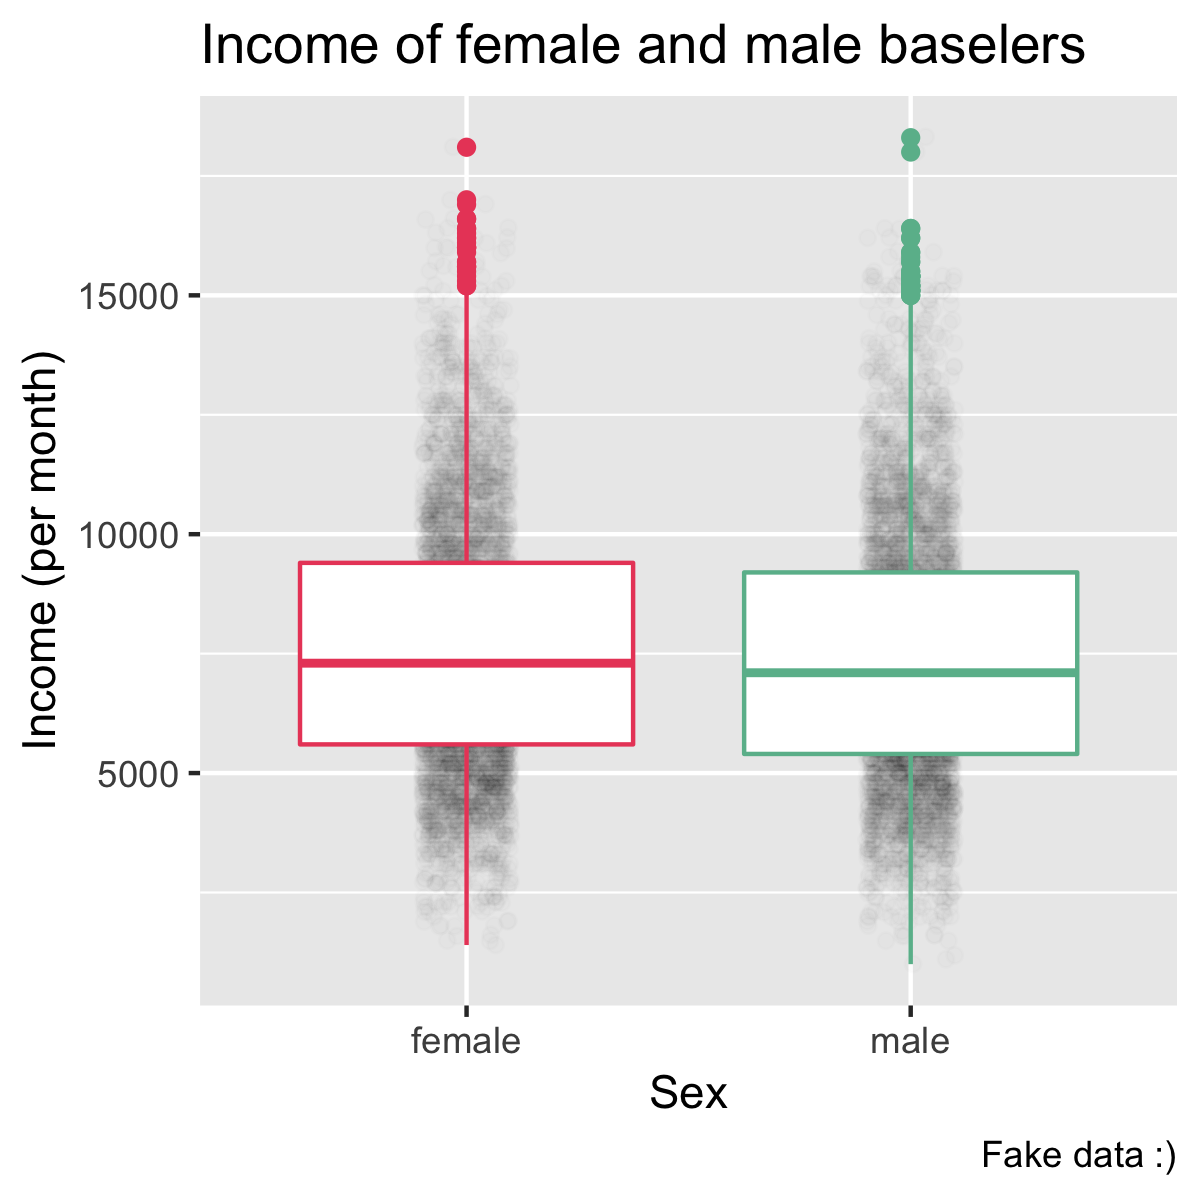 Income of female and male baselers
Income (per month)
15000
10000
5000
female
male
Sex
Fake data :)